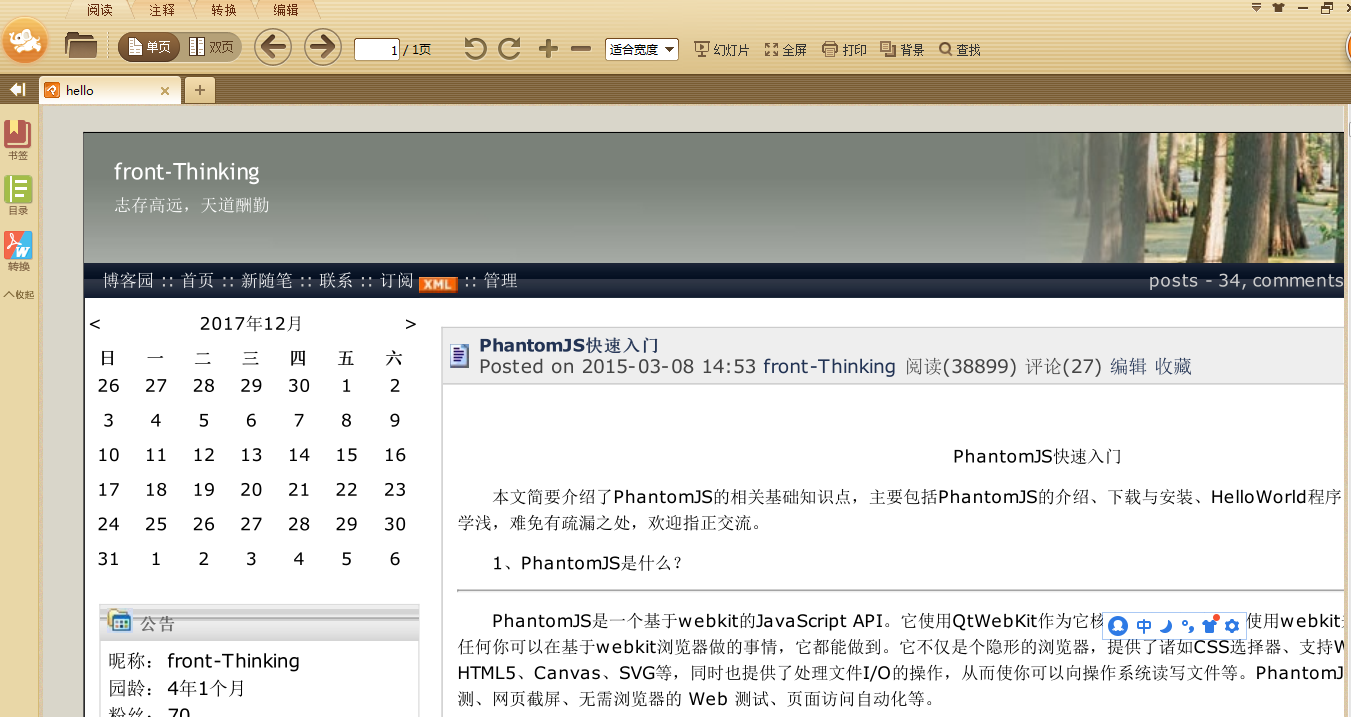 阅读 注释 转换 编辑
单页 双页 1 / 1页 适合宽度 幻灯片 全屏 打印 背景 查找
hello
书签
目录
转换
收起
front-Thinking
志存高远，天道酬勤
博客园 :: 首页 :: 新随笔 :: 联系 :: 订阅 XML :: 管理
posts - 34, comments
< 2017年12月 >
日 一 二 三 四 五 六
26 27 28 29 30 1 2
3 4 5 6 7 8 9
10 11 12 13 14 15 16
17 18 19 20 21 22 23
24 25 26 27 28 29 30
31 1 2 3 4 5 6
公告
昵称：front-Thinking
园龄：4年1个月
粉丝：70
PhantomJS快速入门
Posted on 2015-03-08 14:53 front-Thinking 阅读(38899) 评论(27) 编辑 收藏
PhantomJS快速入门
本文简要介绍了PhantomJS的相关基础知识点，主要包括PhantomJS的介绍、下载与安装、HelloWorld程序
学浅，难免有疏漏之处，欢迎指正交流。
1、PhantomJS是什么？
PhantomJS是一个基于webkit的JavaScript API。它使用QtWebKit作为它核 中 使用webkit
任何你可以在基于webkit浏览器做的事情，它都能做到。它不仅是个隐形的浏览器，提供了诸如CSS选择器、支持W
HTML5、Canvas、SVG等，同时也提供了处理文件I/O的操作，从而使你可以向操作系统读写文件等。PhantomJ
测、网页截屏、无需浏览器的 Web 测试、页面访问自动化等。